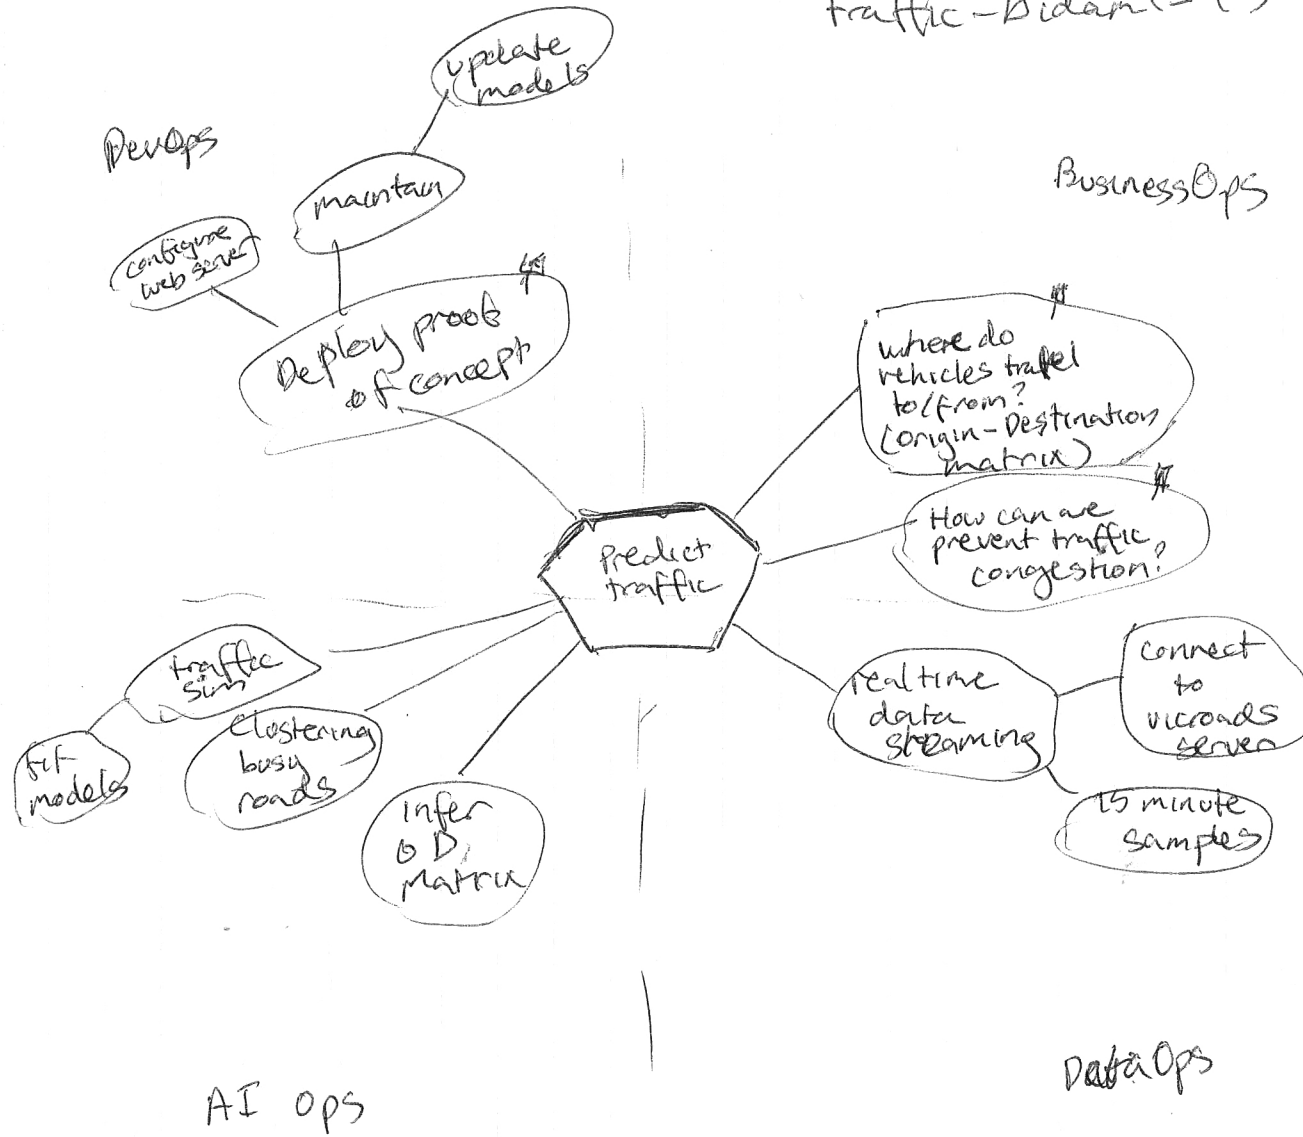 traffic-
update
models
DevOps
maintain
BusinessOps
configure
web server
Deploy proof
of concept
where do
vehicles travel
to/from?
(origin-Destination
matrix)
How can we
prevent traffic
congestion?
Predict
traffic
traffic
sim
fit
models
Clustering
busy
roads
infer
OD
Matrix
real time
data
streaming
connect
to
vicroads
server
15 minute
samples
DataOps
AI Ops